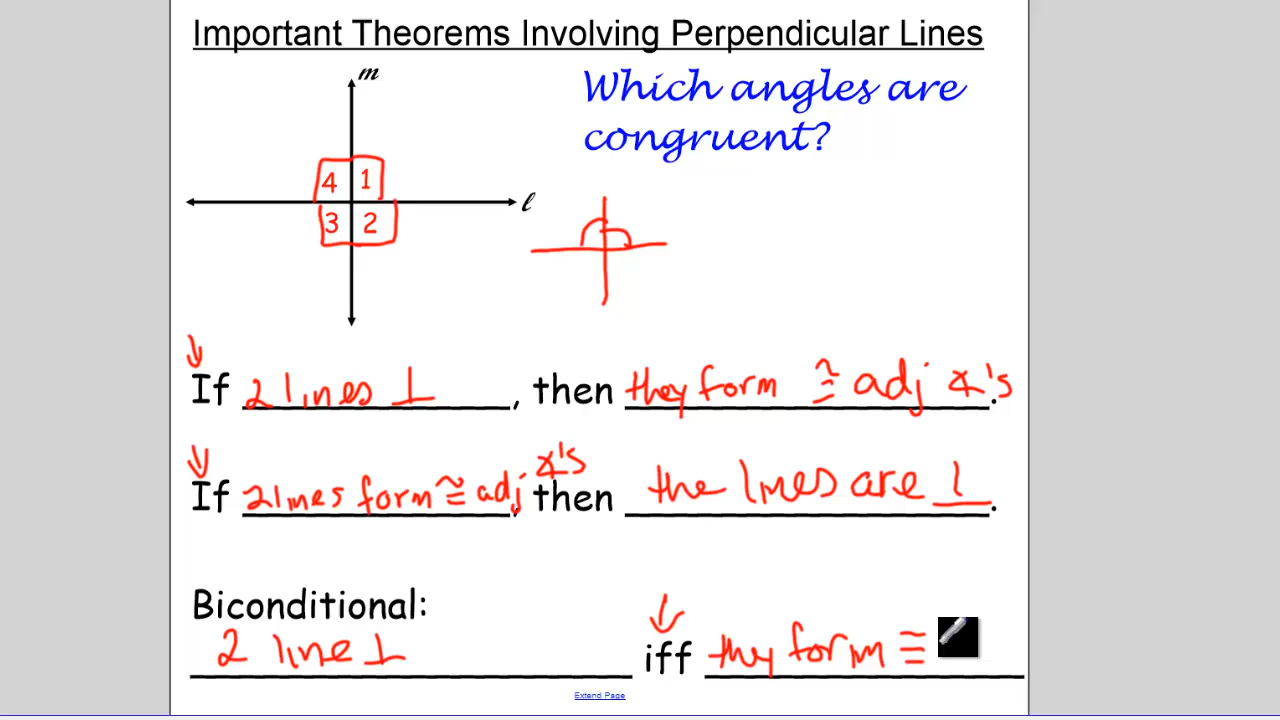 Important Theorems Involving Perpendicular Lines
m
Which angles are
congruent?
4 1
l
3 2
If 2 lines ⊥, then they form ≅ adj ∡'s.
∡'s
If 2 lines form ≅ adj, then the lines are ⊥.
Biconditional:
2 line ⊥ iff they form ≅
Extend Page